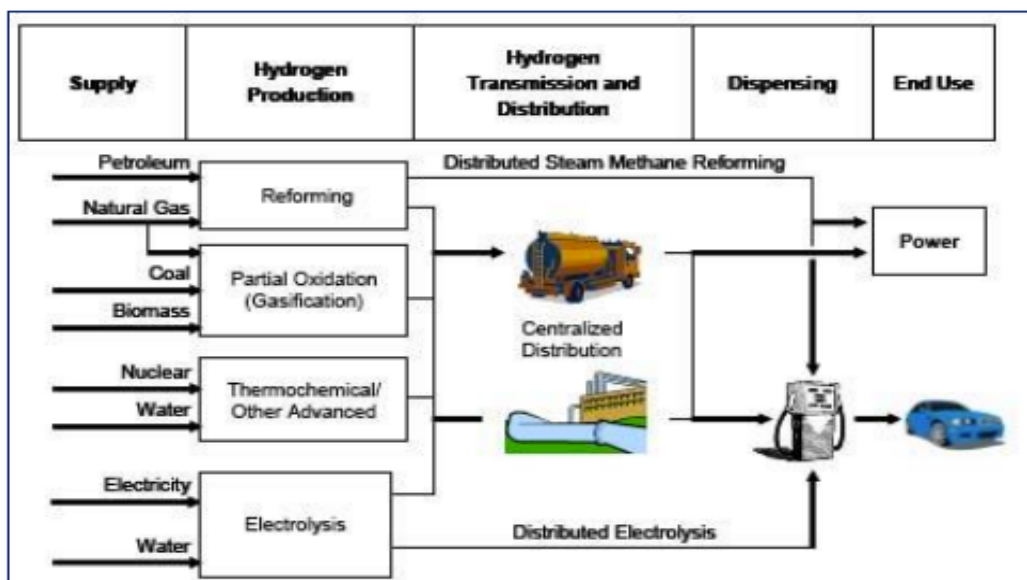 Supply
Hydrogen
Production
Hydrogen
Transmission and
Distribution
Dispensing
End Use
Petroleum
Natural Gas
Coal
Biomass
Nuclear
Water
Electricity
Water
Reforming
Partial Oxidation
(Gasification)
Thermochemical/
Other Advanced
Electrolysis
Distributed Steam Methane Reforming
Centralized
Distribution
Distributed Electrolysis
Power